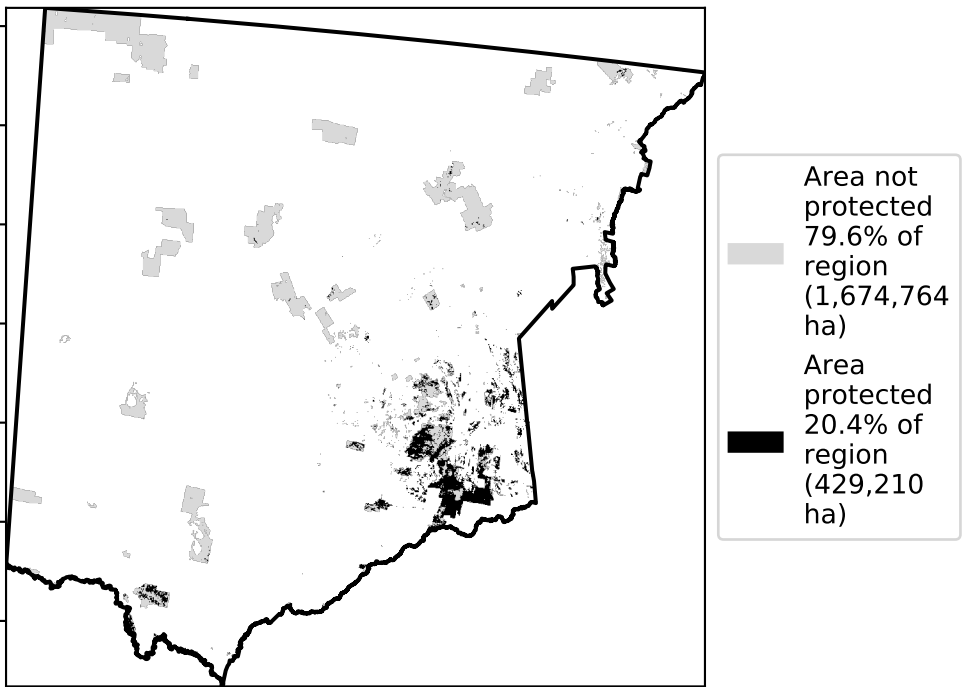 Area not
protected
79.6% of
region
(1,674,764
ha)
Area
protected
20.4% of
region
(429,210
ha)